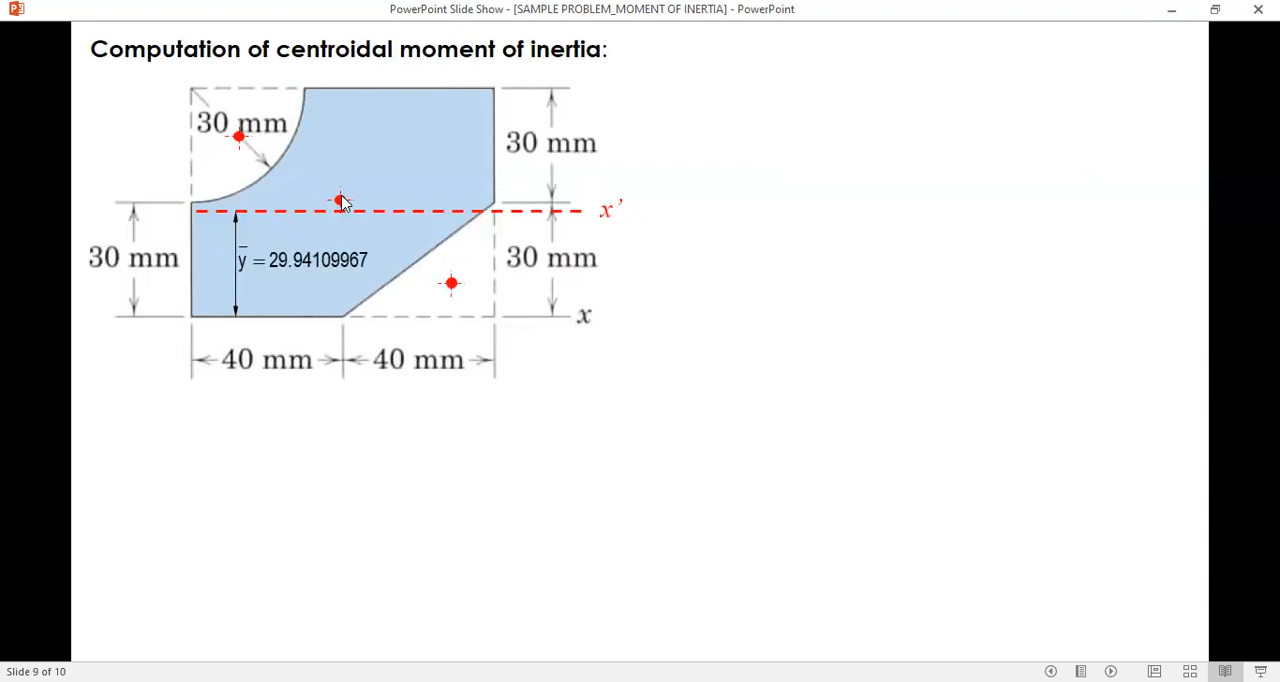 PowerPoint Slide Show - [SAMPLE PROBLEM_MOMENT OF INERTIA] - PowerPoint
Computation of centroidal moment of inertia:
30 mm
30 mm
x’
30 mm
y = 29.94109967
30 mm
x
40 mm
40 mm
Slide 9 of 10